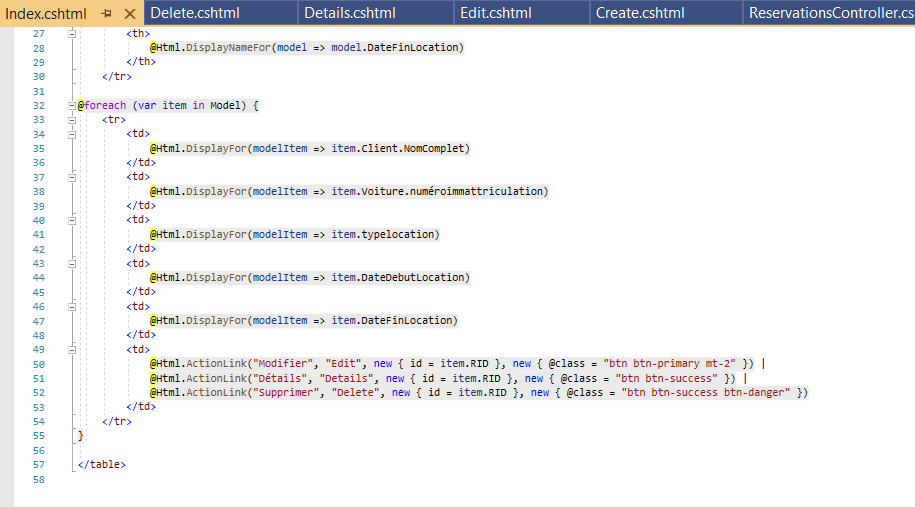 Index.cshtml
Delete.cshtml
Details.cshtml
Edit.cshtml
Create.cshtml
ReservationsController.cs
27 <th>
28 @Html.DisplayNameFor(model => model.DateFinLocation)
29 </th>
30 </tr>
31
32 @foreach (var item in Model) {
33 <tr>
34 <td>
35 @Html.DisplayFor(modelItem => item.Client.NomComplet)
36 </td>
37 <td>
38 @Html.DisplayFor(modelItem => item.Voiture.numéroimmattriculation)
39 </td>
40 <td>
41 @Html.DisplayFor(modelItem => item.typelocation)
42 </td>
43 <td>
44 @Html.DisplayFor(modelItem => item.DateDebutLocation)
45 </td>
46 <td>
47 @Html.DisplayFor(modelItem => item.DateFinLocation)
48 </td>
49 <td>
50 @Html.ActionLink("Modifier", "Edit", new { id = item.RID }, new { @class = "btn btn-primary mt-2" }) |
51 @Html.ActionLink("Détails", "Details", new { id = item.RID }, new { @class = "btn btn-success" }) |
52 @Html.ActionLink("Supprimer", "Delete", new { id = item.RID }, new { @class = "btn btn-success btn-danger" })
53 </td>
54 </tr>
55 }
56
57 </table>
58